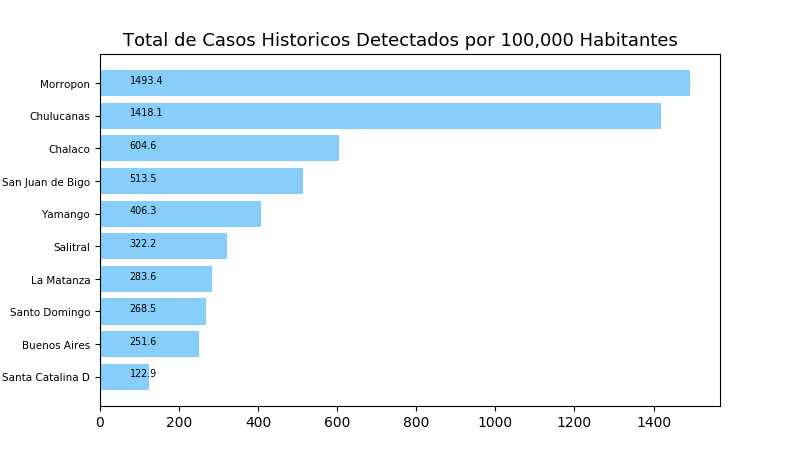 Total de Casos Historicos Detectados por 100,000 Habitantes
Morropon 1493.4
Chulucanas 1418.1
Chalaco 604.6
San Juan de Bigo 513.5
Yamango 406.3
Salitral 322.2
La Matanza 283.6
Santo Domingo 268.5
Buenos Aires 251.6
Santa Catalina D 122.9
0 200 400 600 800 1000 1200 1400